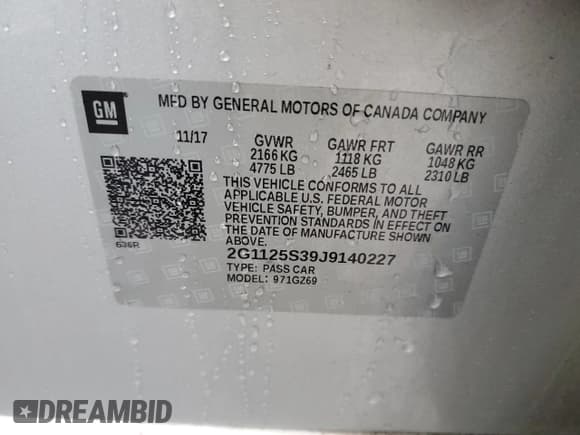 GM
MFD BY GENERAL MOTORS OF CANADA COMPANY
11/17 GVWR GAWR FRT GAWR RR
2166 KG 1118 KG 1048 KG
4775 LB 2465 LB 2310 LB
THIS VEHICLE CONFORMS TO ALL
APPLICABLE U.S. FEDERAL MOTOR
VEHICLE SAFETY, BUMPER, AND THEFT
PREVENTION STANDARDS IN EFFECT ON
THE DATE OF MANUFACTURE SHOWN
ABOVE.
636R
2G1125S39J9140227
TYPE: PASS CAR
MODEL: 971GZ69
DREAMBID